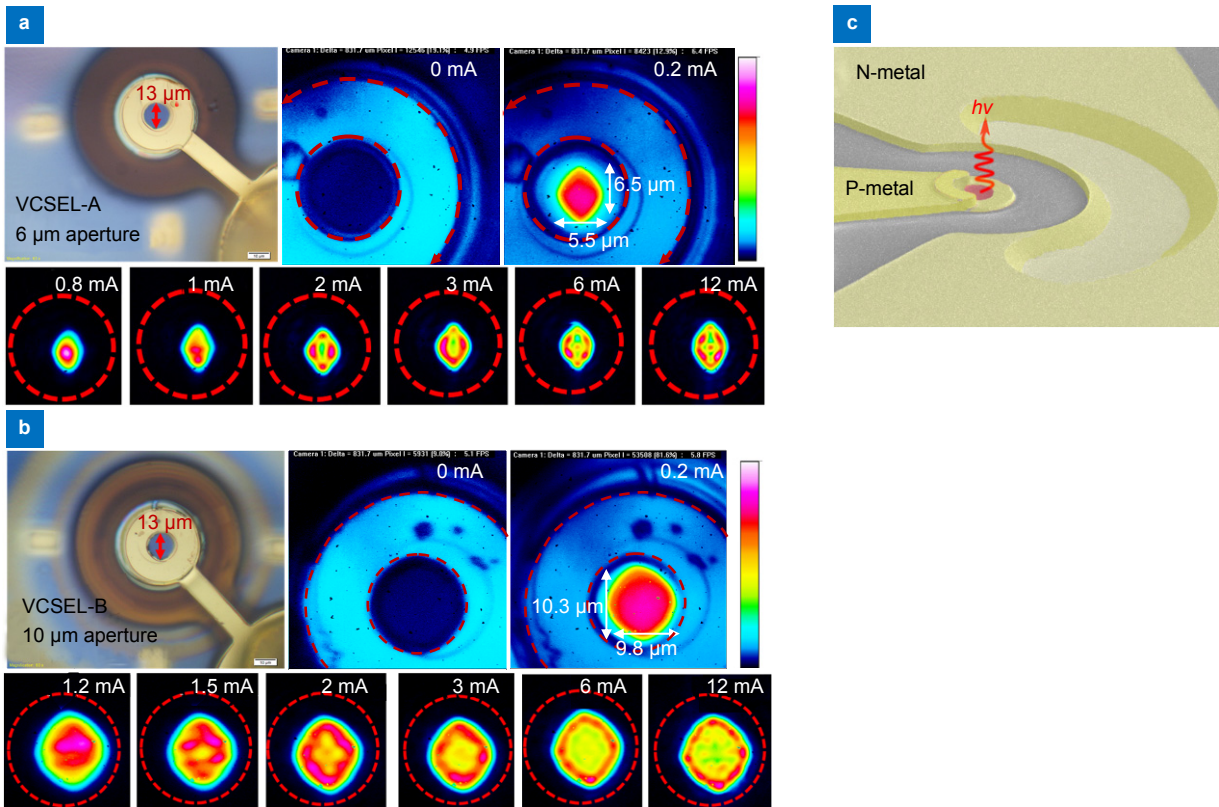 a
13 µm
VCSEL-A
6 µm aperture
Camera 1: Delta = 831.7 um Pixel I = 12546 (19.1%) : 4.9 FPS
0 mA
Camera 1: Delta = 831.7 um Pixel I = 8423 (12.9%) : 6.4 FPS
0.2 mA
6.5 µm
5.5 µm
0.8 mA
1 mA
2 mA
3 mA
6 mA
12 mA
b
13 µm
VCSEL-B
10 µm aperture
Camera 1: Delta = 831.7 um Pixel I = 5931 (9.0%) : 5.1 FPS
0 mA
Camera 1: Delta = 831.7 um Pixel I = 53508 (81.6%) : 5.8 FPS
0.2 mA
10.3 µm
9.8 µm
1.2 mA
1.5 mA
2 mA
3 mA
6 mA
12 mA
c
N-metal
hv
P-metal